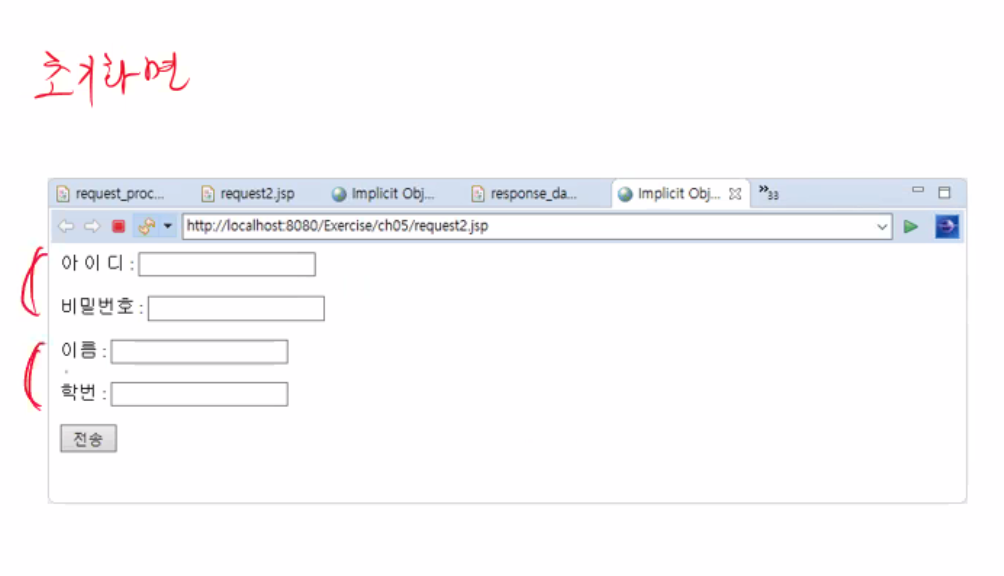 초기화면
request_proc... request2.jsp Implicit Obj... response_da... Implicit Obj... »33
http://localhost:8080/Exercise/ch05/request2.jsp
아 이 디 :
비밀번호 :
이름 :
학번 :
전송